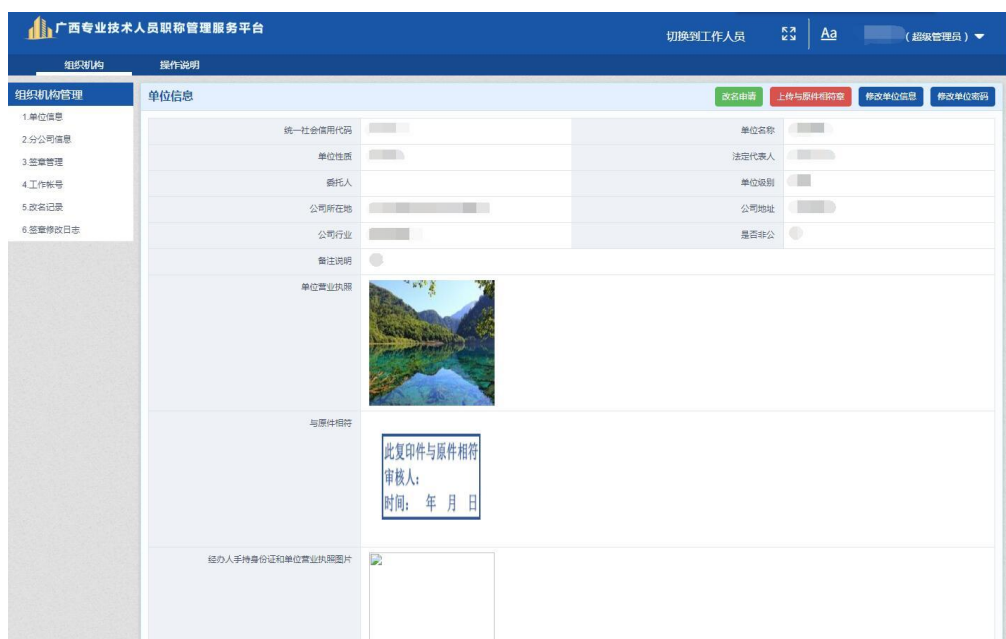 广西专业技术人员职称管理服务平台
切换到工作人员
Aa
（超级管理员）
组织机构
操作说明
组织机构管理
1.单位信息
2.分公司信息
3.签章管理
4.工作帐号
5.改名记录
6.签章修改日志
单位信息
改名申请
上传与原件相符章
修改单位信息
修改单位密码
统一社会信用代码
单位名称
单位性质
法定代表人
委托人
单位级别
公司所在地
公司地址
公司行业
是否非公
备注说明
单位营业执照
与原件相符
此复印件与原件相符
审核人：
时间： 年 月 日
经办人手持身份证和单位营业执照图片